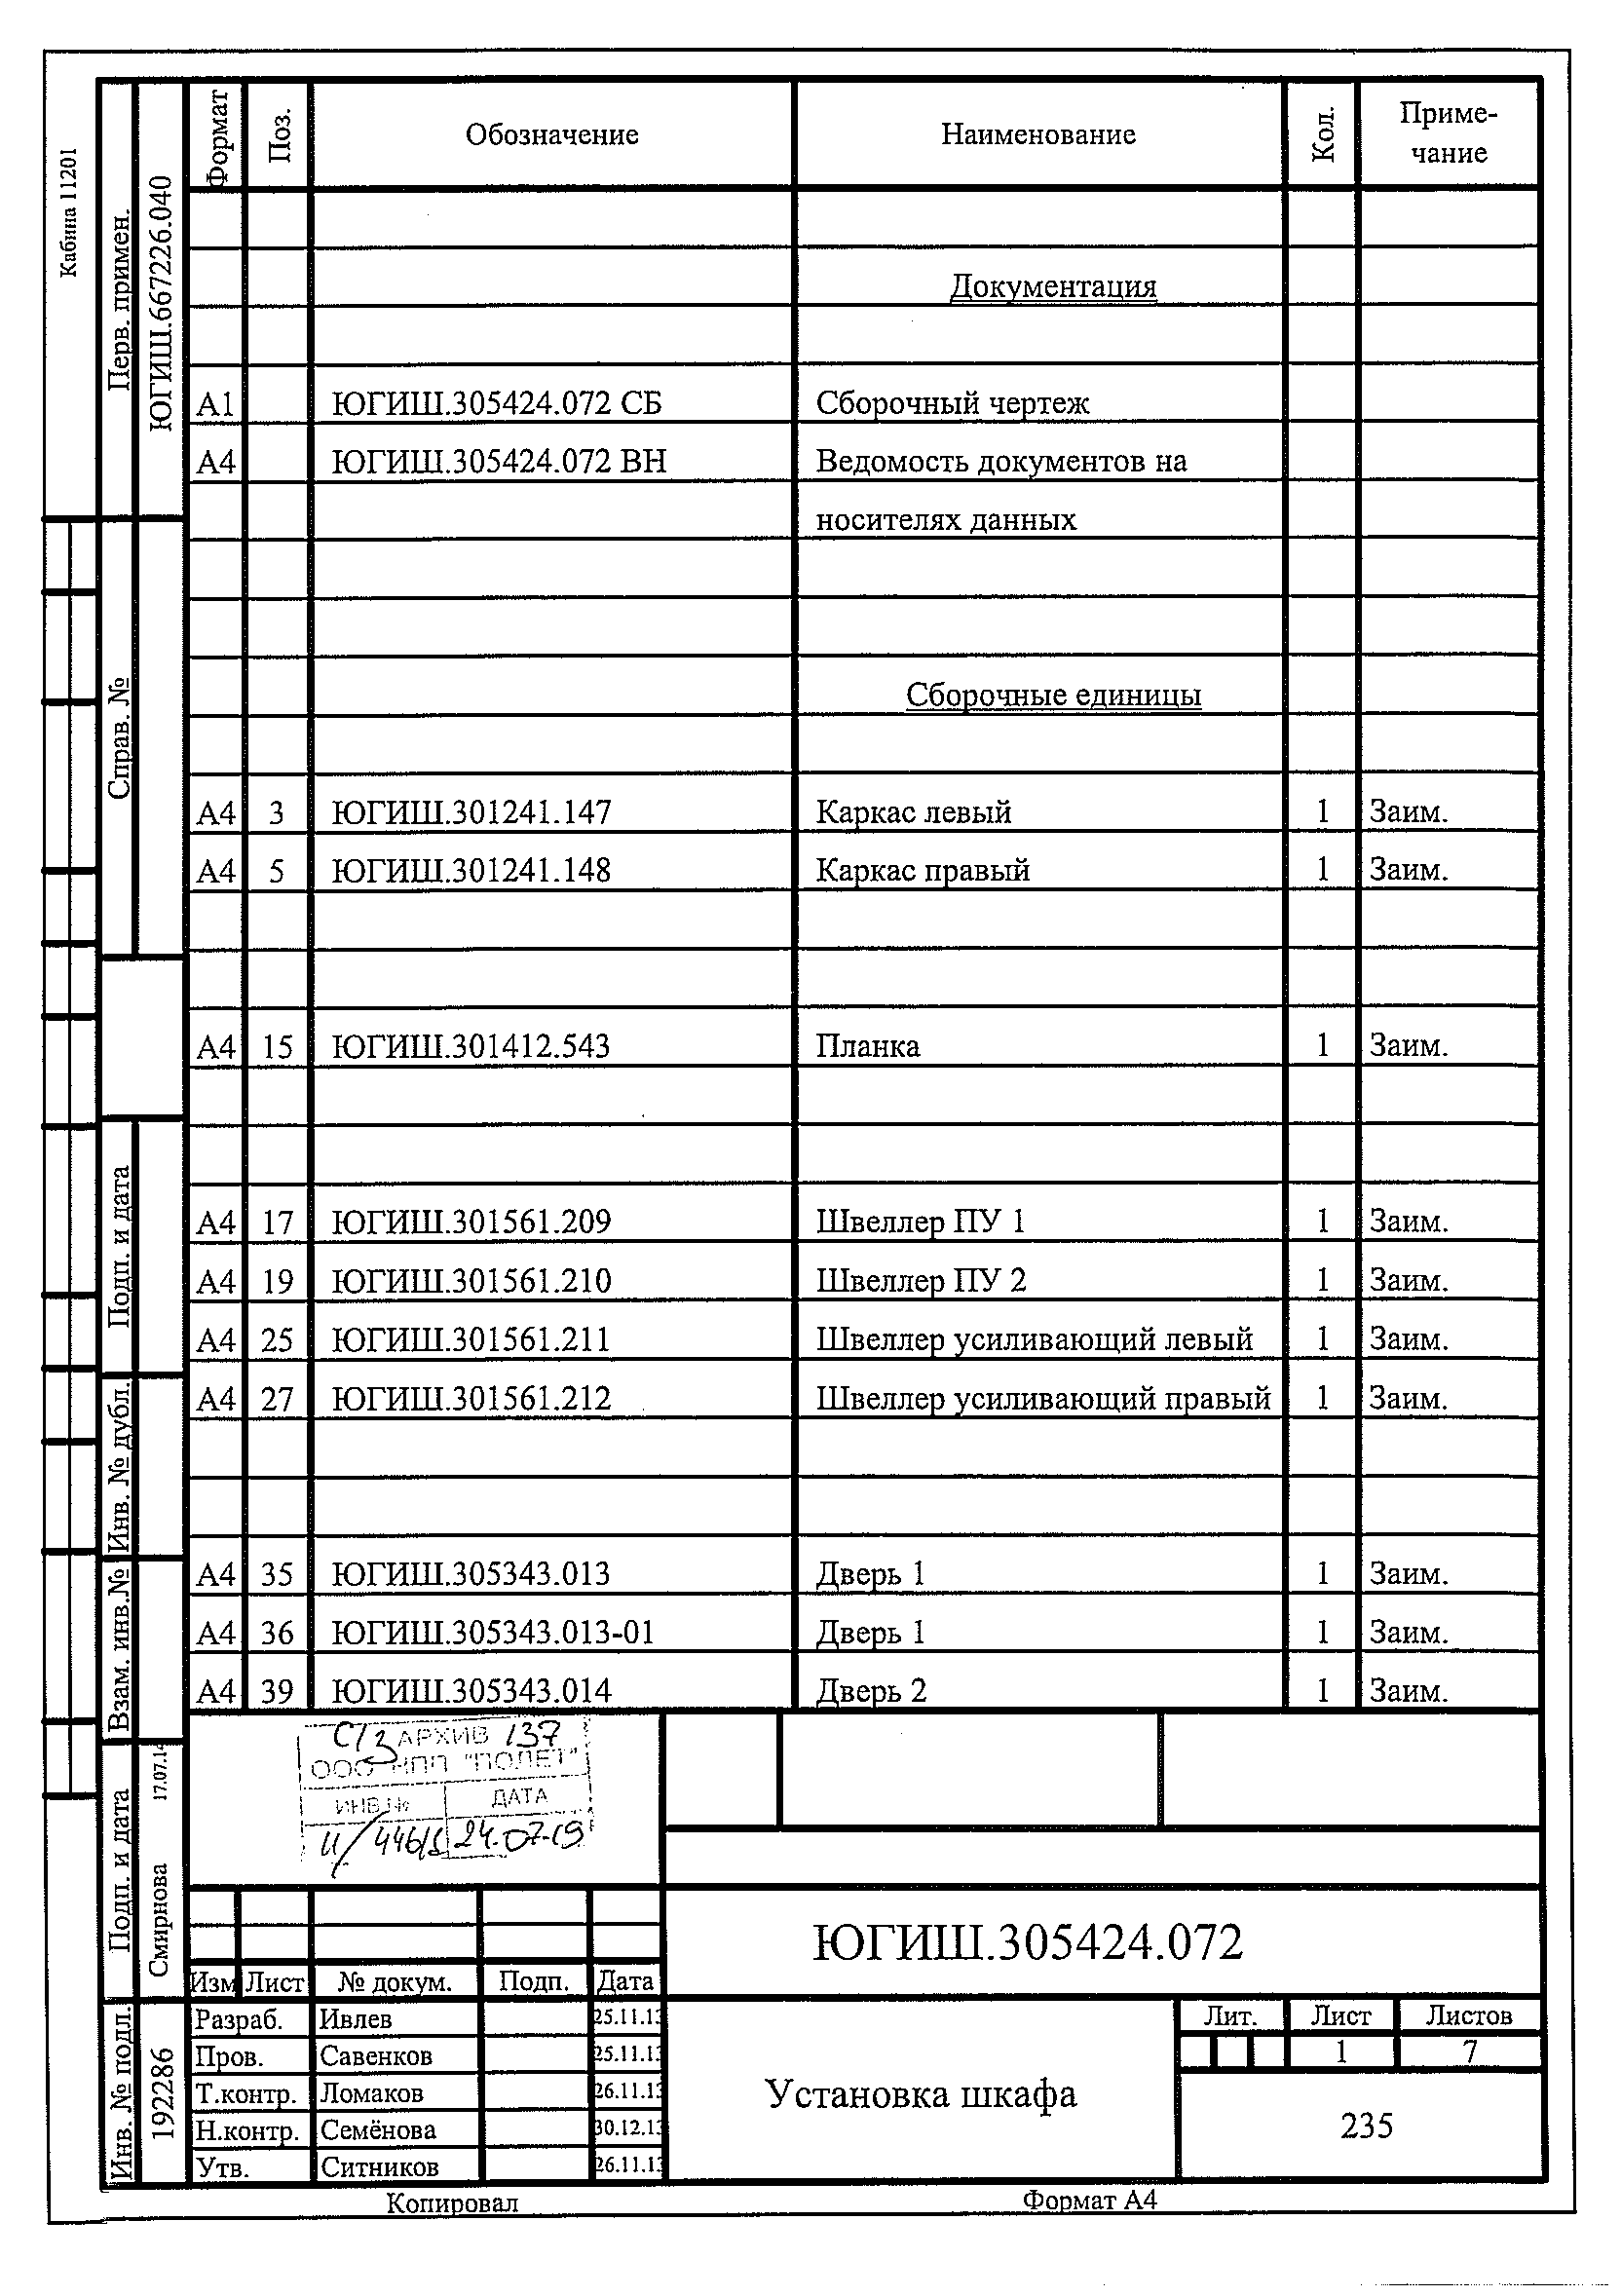 Кабина 11201
Перв. примен.
ЮГИШ.667226.040
Справ. №
Подп. и дата
Инв. № дубл.
Взам. инв.№
Подп. и дата
Смирнова 17.07.14
Инв. № подл.
192286
Формат Поз. Обозначение Наименование Кол. Приме-
чание
Документация
А1 ЮГИШ.305424.072 СБ Сборочный чертеж
А4 ЮГИШ.305424.072 ВН Ведомость документов на
носителях данных
Сборочные единицы
А4 3 ЮГИШ.301241.147 Каркас левый 1 Заим.
А4 5 ЮГИШ.301241.148 Каркас правый 1 Заим.
А4 15 ЮГИШ.301412.543 Планка 1 Заим.
А4 17 ЮГИШ.301561.209 Швеллер ПУ 1 1 Заим.
А4 19 ЮГИШ.301561.210 Швеллер ПУ 2 1 Заим.
А4 25 ЮГИШ.301561.211 Швеллер усиливающий левый 1 Заим.
А4 27 ЮГИШ.301561.212 Швеллер усиливающий правый 1 Заим.
А4 35 ЮГИШ.305343.013 Дверь 1 1 Заим.
А4 36 ЮГИШ.305343.013-01 Дверь 1 1 Заим.
А4 39 ЮГИШ.305343.014 Дверь 2 1 Заим.
АРХИВ 137
ООО НПП "ПОЛЕТ"
ИНВ.№ ДАТА
24.07.19
ЮГИШ.305424.072
Изм Лист № докум. Подп. Дата
Разраб. Ивлев 25.11.13
Пров. Савенков 25.11.13
Т.контр. Ломаков 26.11.13
Н.контр. Семёнова 30.12.13
Утв. Ситников 26.11.13
Установка шкафа
Лит. Лист Листов
1 7
235
Копировал Формат А4